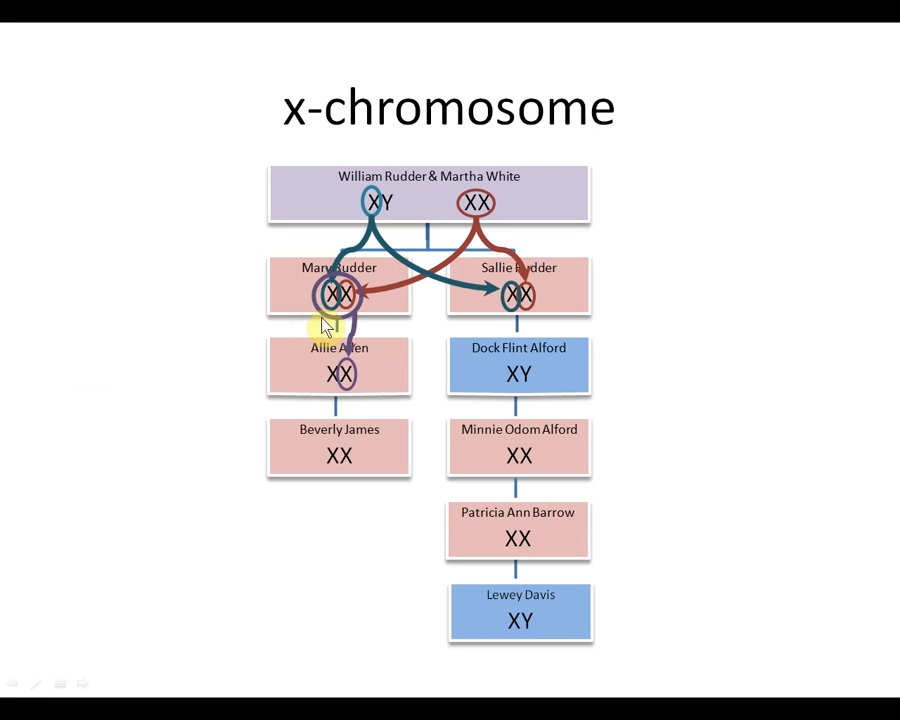 x-chromosome
William Rudder & Martha White
XY XX
Mary Rudder
XX
Sallie Rudder
XX
Allie Allen
XX
Dock Flint Alford
XY
Beverly James
XX
Minnie Odom Alford
XX
Patricia Ann Barrow
XX
Lewey Davis
XY